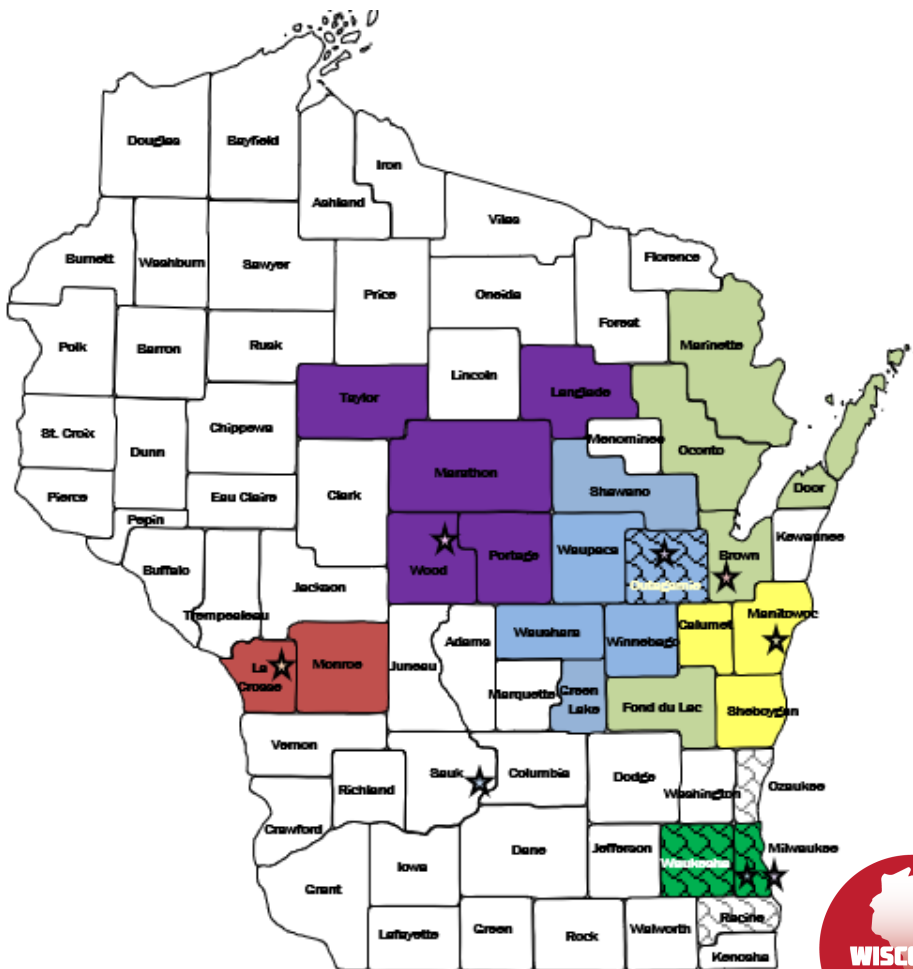 Douglas
Bayfield
Iron
Ashland
Vilas
Florence
Burnett
Washburn
Sawyer
Price
Oneida
Forest
Marinette
Polk
Barron
Rusk
Lincoln
Taylor
Langlade
St. Croix
Chippewa
Menominee
Oconto
Dunn
Marathon
Pierce
Eau Claire
Clark
Shawano
Door
Pepin
Wood
Portage
Waupaca
Brown
Kewaunee
Buffalo
Outagamie
Jackson
Trempealeau
Manitowoc
Calumet
Adams
Waushara
Winnebago
La
Crosse
Monroe
Juneau
Marquette
Green
Lake
Fond du Lac
Sheboygan
Vernon
Sauk
Columbia
Dodge
Washington
Ozaukee
Richland
Crawford
Iowa
Dane
Jefferson
Waukesha
Milwaukee
Grant
Racine
Lafayette
Green
Rock
Walworth
Kenosha